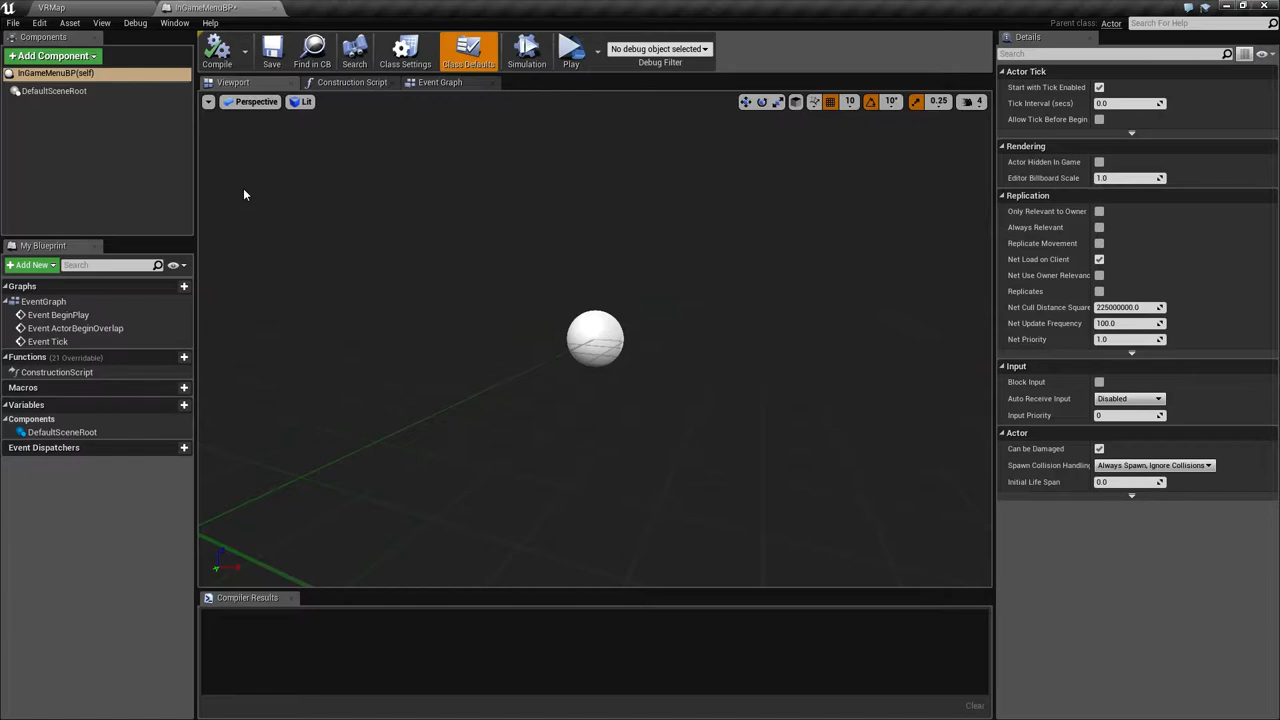 VRMap
InGameMenuBP*
File Edit Asset View Debug Window Help
Parent class: Actor
Search For Help
Components
+Add Component
InGameMenuBP(self)
DefaultSceneRoot
My Blueprint
+Add New
Search
Graphs
EventGraph
Event BeginPlay
Event ActorBeginOverlap
Event Tick
Functions (21 Overridable)
ConstructionScript
Macros
Variables
Components
DefaultSceneRoot
Event Dispatchers
Compile
Save
Find in CB
Search
Class Settings
Class Defaults
Simulation
Play
No debug object selected
Debug Filter
Viewport
Construction Script
Event Graph
Perspective
Lit
10
10°
0.25
4
Compiler Results
Clear
Details
Search
Actor Tick
Start with Tick Enabled
Tick Interval (secs) 0.0
Allow Tick Before Begin
Rendering
Actor Hidden In Game
Editor Billboard Scale 1.0
Replication
Only Relevant to Owner
Always Relevant
Replicate Movement
Net Load on Client
Net Use Owner Relevanc
Replicates
Net Cull Distance Square 225000000.0
Net Update Frequency 100.0
Net Priority 1.0
Input
Block Input
Auto Receive Input Disabled
Input Priority 0
Actor
Can be Damaged
Spawn Collision Handling Always Spawn, Ignore Collisions
Initial Life Span 0.0